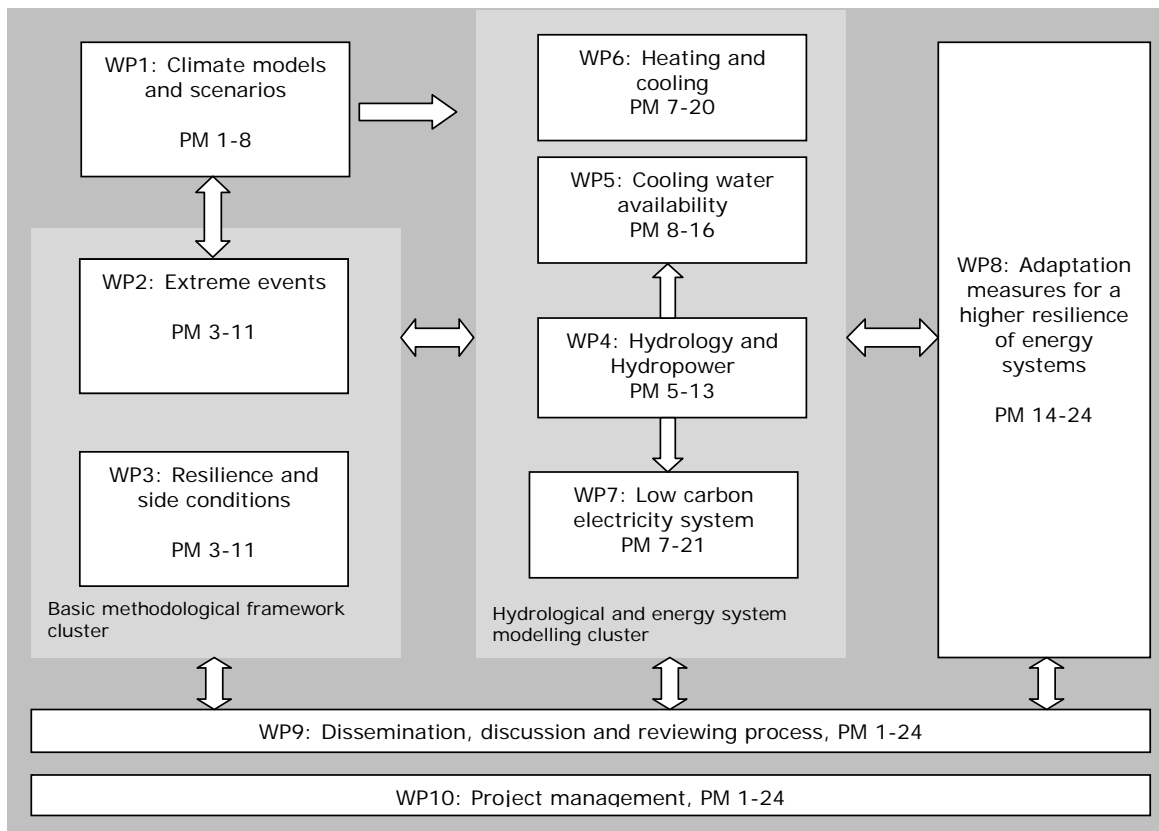 WP1: Climate models
and scenarios
PM 1-8
WP2: Extreme events
PM 3-11
WP3: Resilience and
side conditions
PM 3-11
Basic methodological framework
cluster
WP6: Heating and
cooling
PM 7-20
WP5: Cooling water
availability
PM 8-16
WP4: Hydrology and
Hydropower
PM 5-13
WP7: Low carbon
electricity system
PM 7-21
Hydrological and energy system
modelling cluster
WP8: Adaptation
measures for a
higher resilience
of energy
systems
PM 14-24
WP9: Dissemination, discussion and reviewing process, PM 1-24
WP10: Project management, PM 1-24